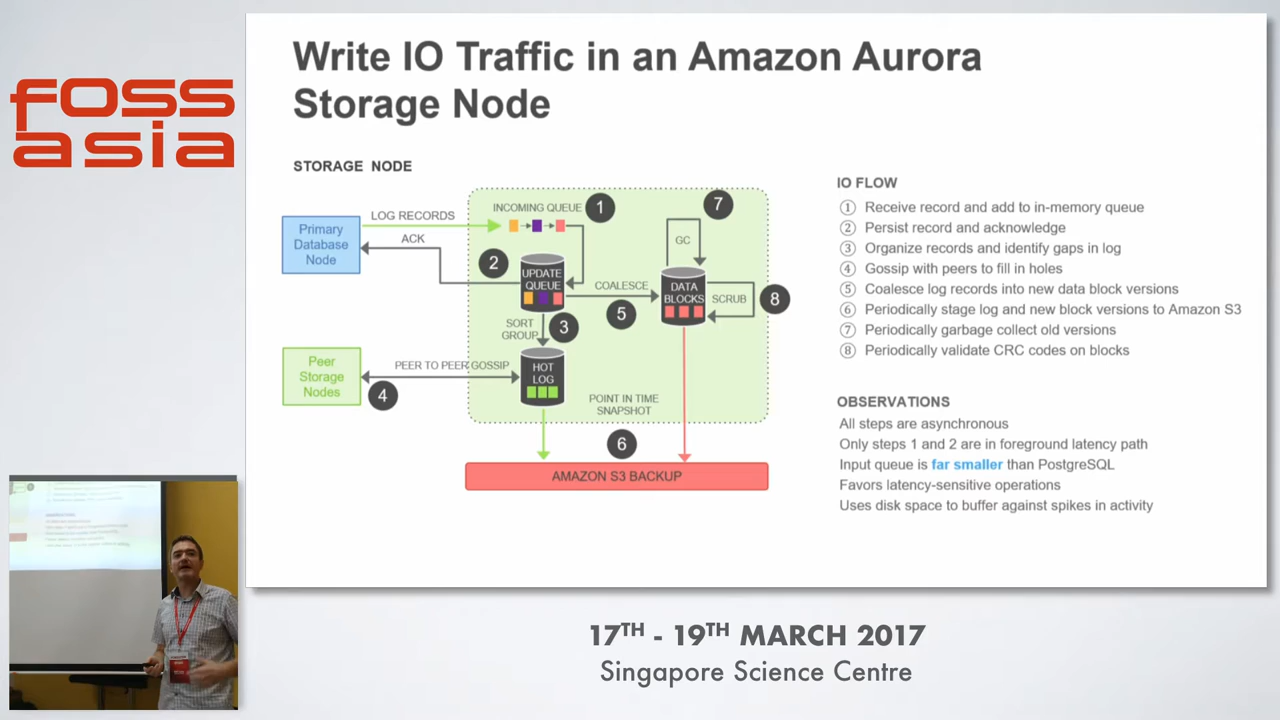 foss
asia
Write IO Traffic in an Amazon Aurora
Storage Node
STORAGE NODE
Primary
Database
Node
LOG RECORDS
ACK
INCOMING QUEUE
1
2
UPDATE
QUEUE
COALESCE
5
7
GC
DATA
BLOCKS
SCRUB
8
SORT
GROUP
3
Peer
Storage
Nodes
PEER TO PEER GOSSIP
4
HOT
LOG
POINT IN TIME
SNAPSHOT
6
AMAZON S3 BACKUP
IO FLOW
1 Receive record and add to in-memory queue
2 Persist record and acknowledge
3 Organize records and identify gaps in log
4 Gossip with peers to fill in holes
5 Coalesce log records into new data block versions
6 Periodically stage log and new block versions to Amazon S3
7 Periodically garbage collect old versions
8 Periodically validate CRC codes on blocks
OBSERVATIONS
All steps are asynchronous
Only steps 1 and 2 are in foreground latency path
Input queue is far smaller than PostgreSQL
Favors latency-sensitive operations
Uses disk space to buffer against spikes in activity
17TH - 19TH MARCH 2017
Singapore Science Centre